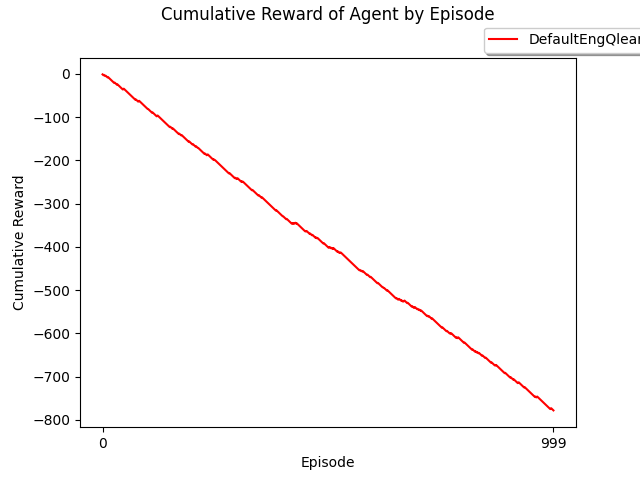 Cumulative Reward of Agent by Episode
DefaultEngQlear
0
−100
−200
−300
−400
−500
−600
−700
−800
Cumulative Reward
0
999
Episode